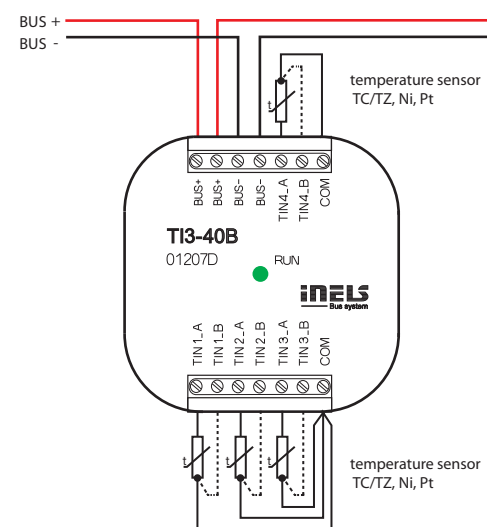 BUS +
BUS -
temperature sensor
TC/TZ, Ni, Pt
t
BUS+
BUS+
BUS-
BUS-
TIN4_A
TIN4_B
COM
TI3-40B
01207D
RUN
iNELS
Bus system
TIN1_A
TIN1_B
TIN2_A
TIN2_B
TIN3_A
TIN3_B
COM
t
t
t
temperature sensor
TC/TZ, Ni, Pt